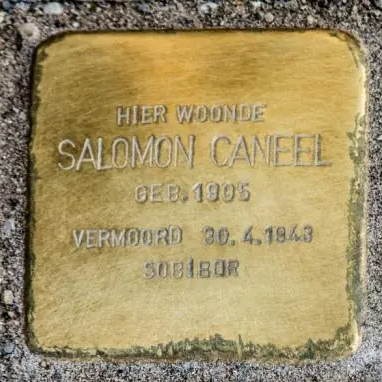 HIER WOONDE
SALOMON CANEEL
GEB. 1905
VERMOORD 30.4.1943
SOBIBOR